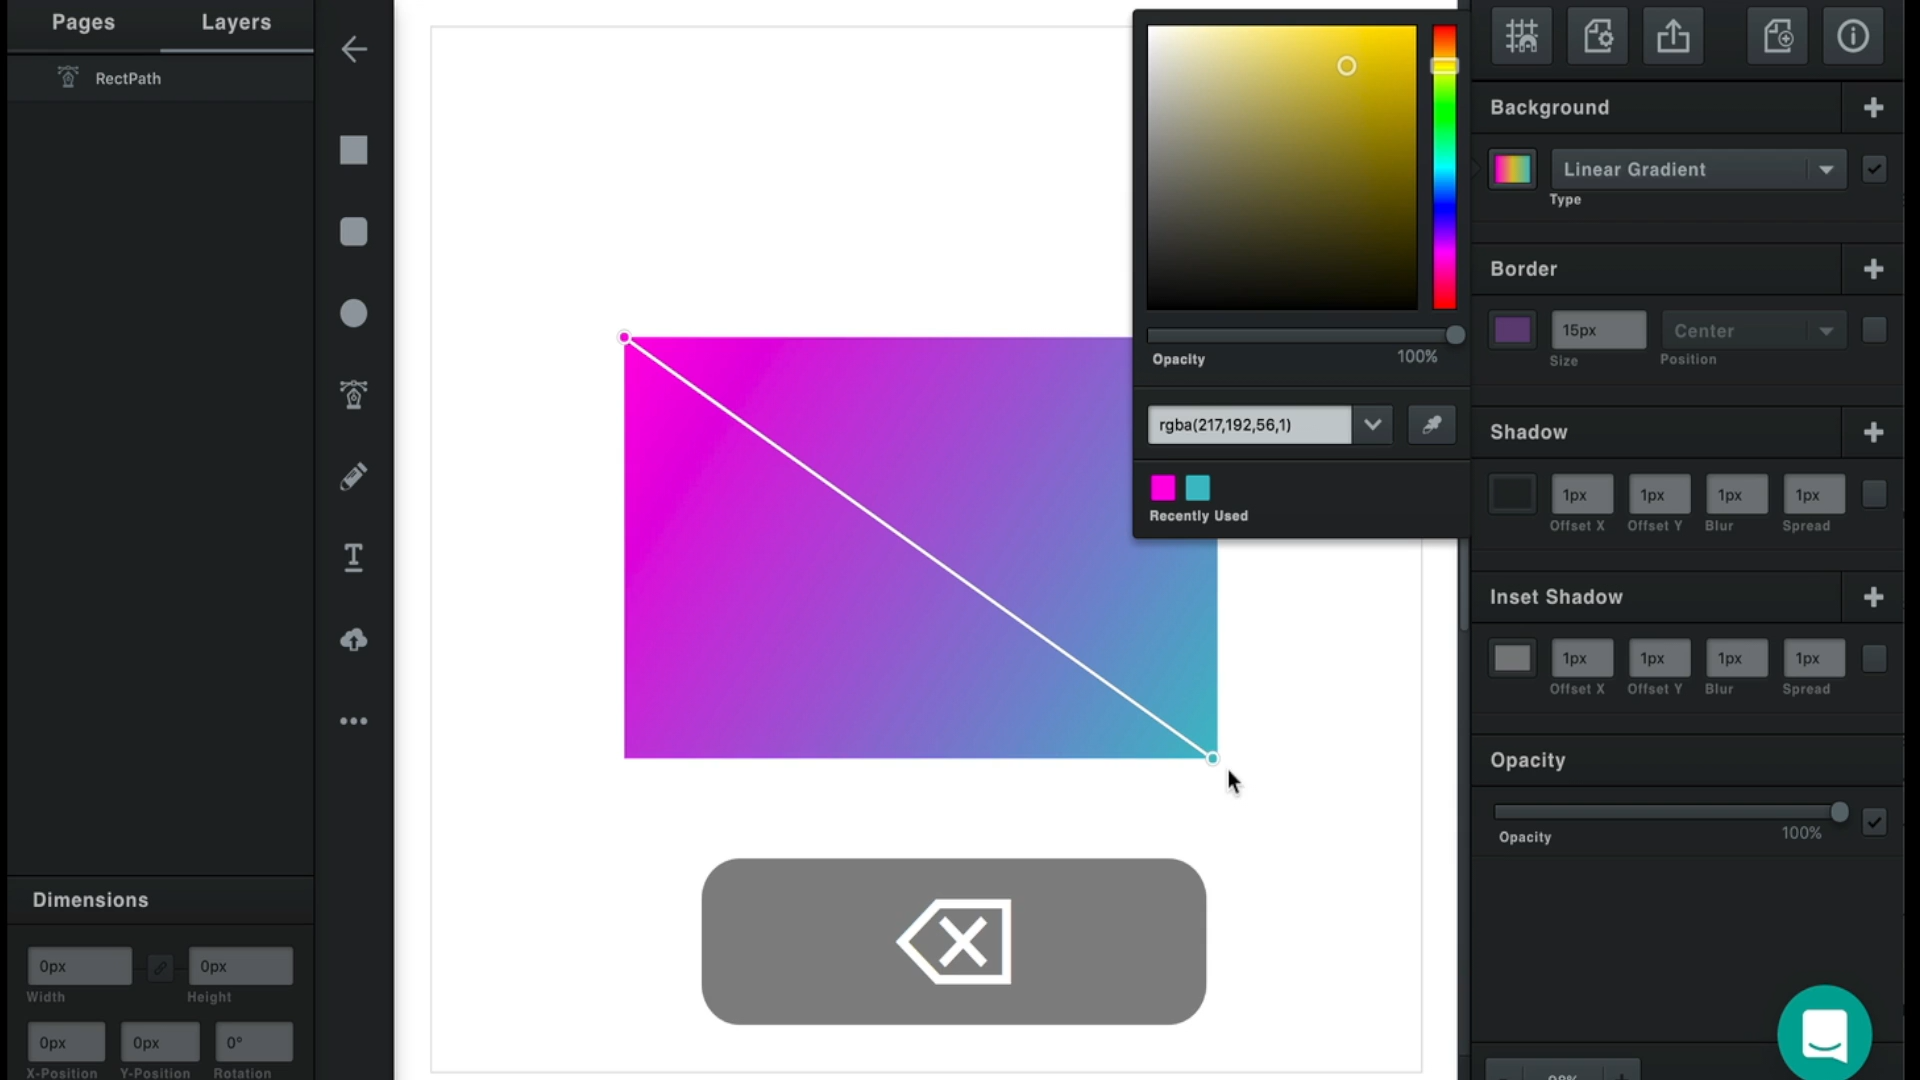 Pages
Layers
RectPath
Background
Linear Gradient
Type
Border
15px
Center
Size
Position
Opacity
100%
rgba(217,192,56,1)
Recently Used
Shadow
1px
1px
1px
1px
Offset X
Offset Y
Blur
Spread
Inset Shadow
1px
1px
1px
1px
Offset X
Offset Y
Blur
Spread
Opacity
Opacity
100%
Dimensions
0px
0px
Width
Height
0px
0px
0°
X-Position
Y-Position
Rotation